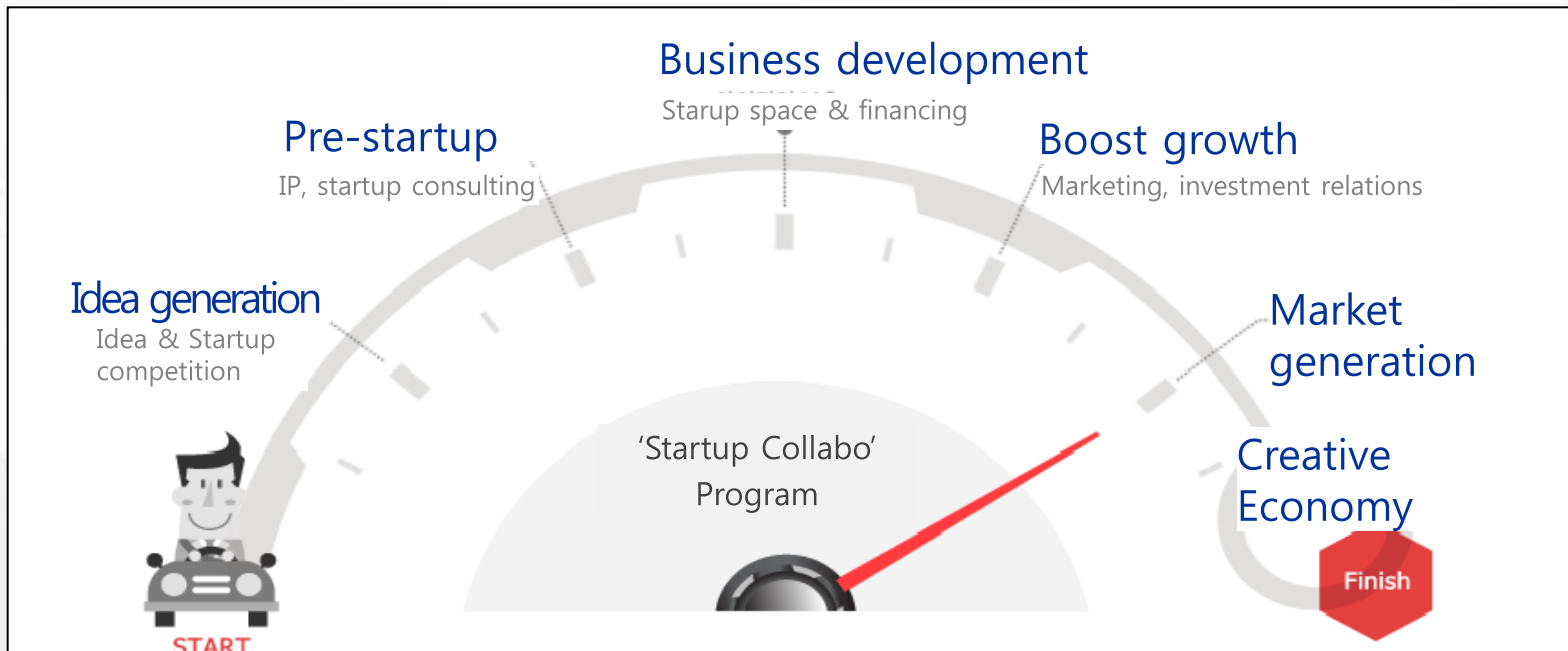 Business development
Starup space & financing
Pre-startup
IP, startup consulting
Boost growth
Marketing, investment relations
Idea generation
Idea & Startup
competition
Market
generation
'Startup Collabo'
Program
Creative
Economy
Finish
START